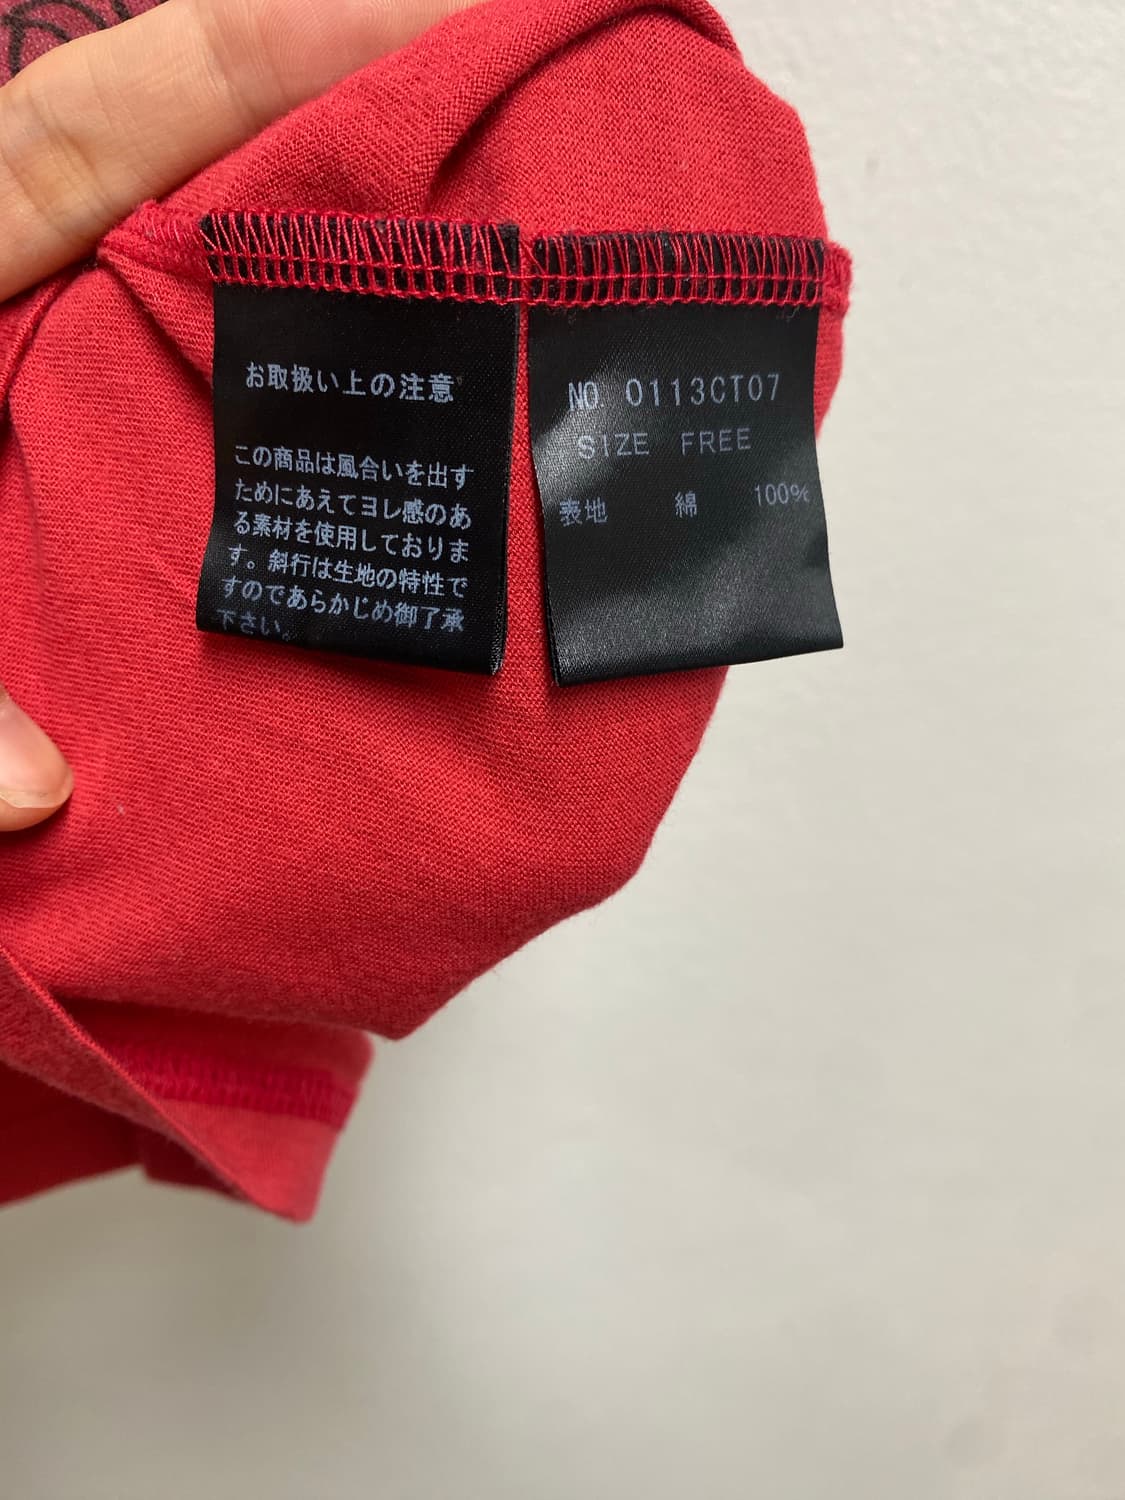 お取扱い上の注意
この商品は風合いを出す
ためにあえてヨレ感のあ
る素材を使用しておりま
す。斜行は生地の特性で
すのであらかじめ御了承
下さい。
NO. 0113CT07
SIZE FREE
表地 綿 100%